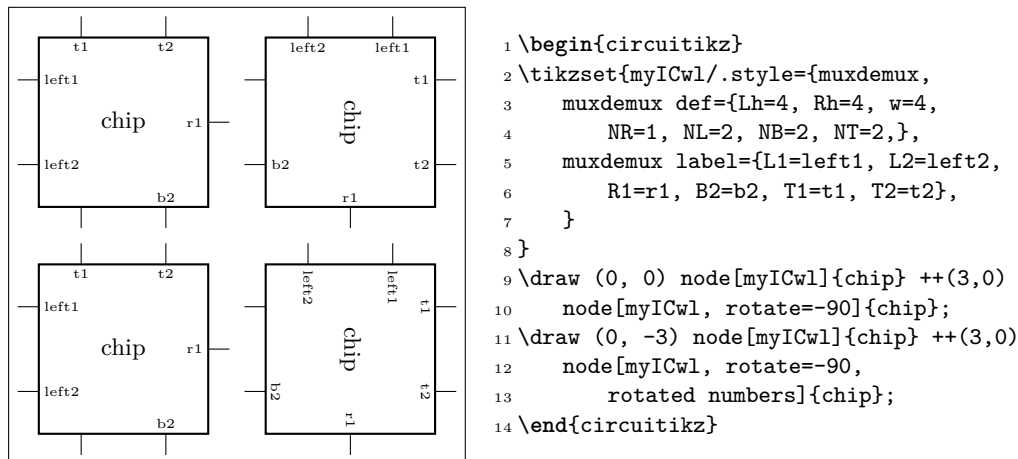 t1 t2
left1
chip
r1
left2
b2
left2 left1
t1
chip
b2
t2
r1
t1 t2
left1
chip
r1
left2
b2
left2 left1
t1
chip
b2
t2
r1
1 \begin{circuitikz}
2 \tikzset{myICwl/.style={muxdemux,
3 muxdemux def={Lh=4, Rh=4, w=4,
4 NR=1, NL=2, NB=2, NT=2,},
5 muxdemux label={L1=left1, L2=left2,
6 R1=r1, B2=b2, T1=t1, T2=t2},
7 }
8 }
9 \draw (0, 0) node[myICwl]{chip} ++(3,0)
10 node[myICwl, rotate=-90]{chip};
11 \draw (0, -3) node[myICwl]{chip} ++(3,0)
12 node[myICwl, rotate=-90,
13 rotated numbers]{chip};
14 \end{circuitikz}